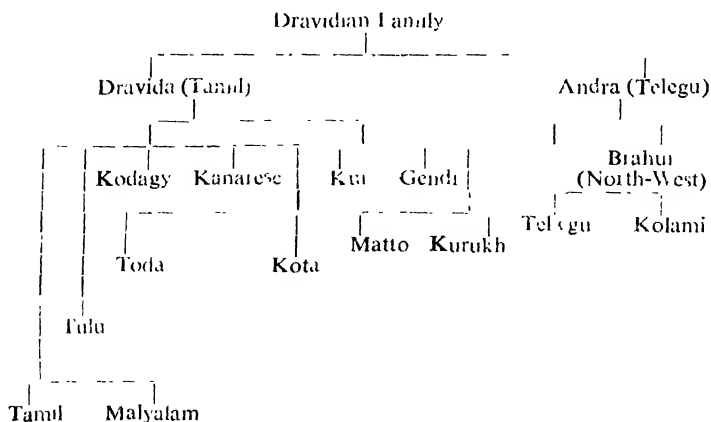 Dravidian Family
Dravida (Tamil) Andra (Telegu)
Brahui
Kodagy Kanarese Kui Gendi (North-West)
Telegu Kolami
Matto Kurukh
Toda Kota
Tulu
Tamil Malyalam